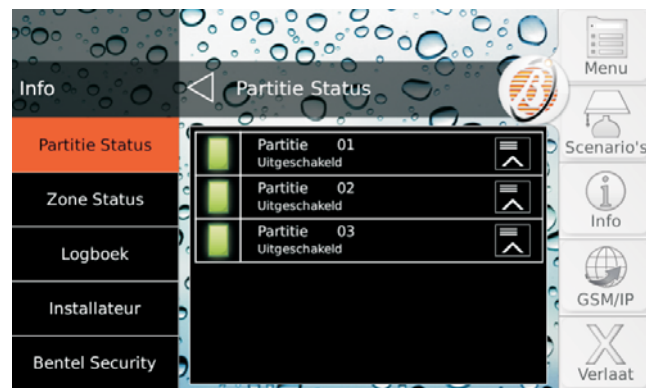 Info
Partitie Status
Menu
Partitie Status
Zone Status
Logboek
Installateur
Bentel Security
Partitie 01
Uitgeschakeld
Partitie 02
Uitgeschakeld
Partitie 03
Uitgeschakeld
Scenario's
Info
GSM/IP
Verlaat